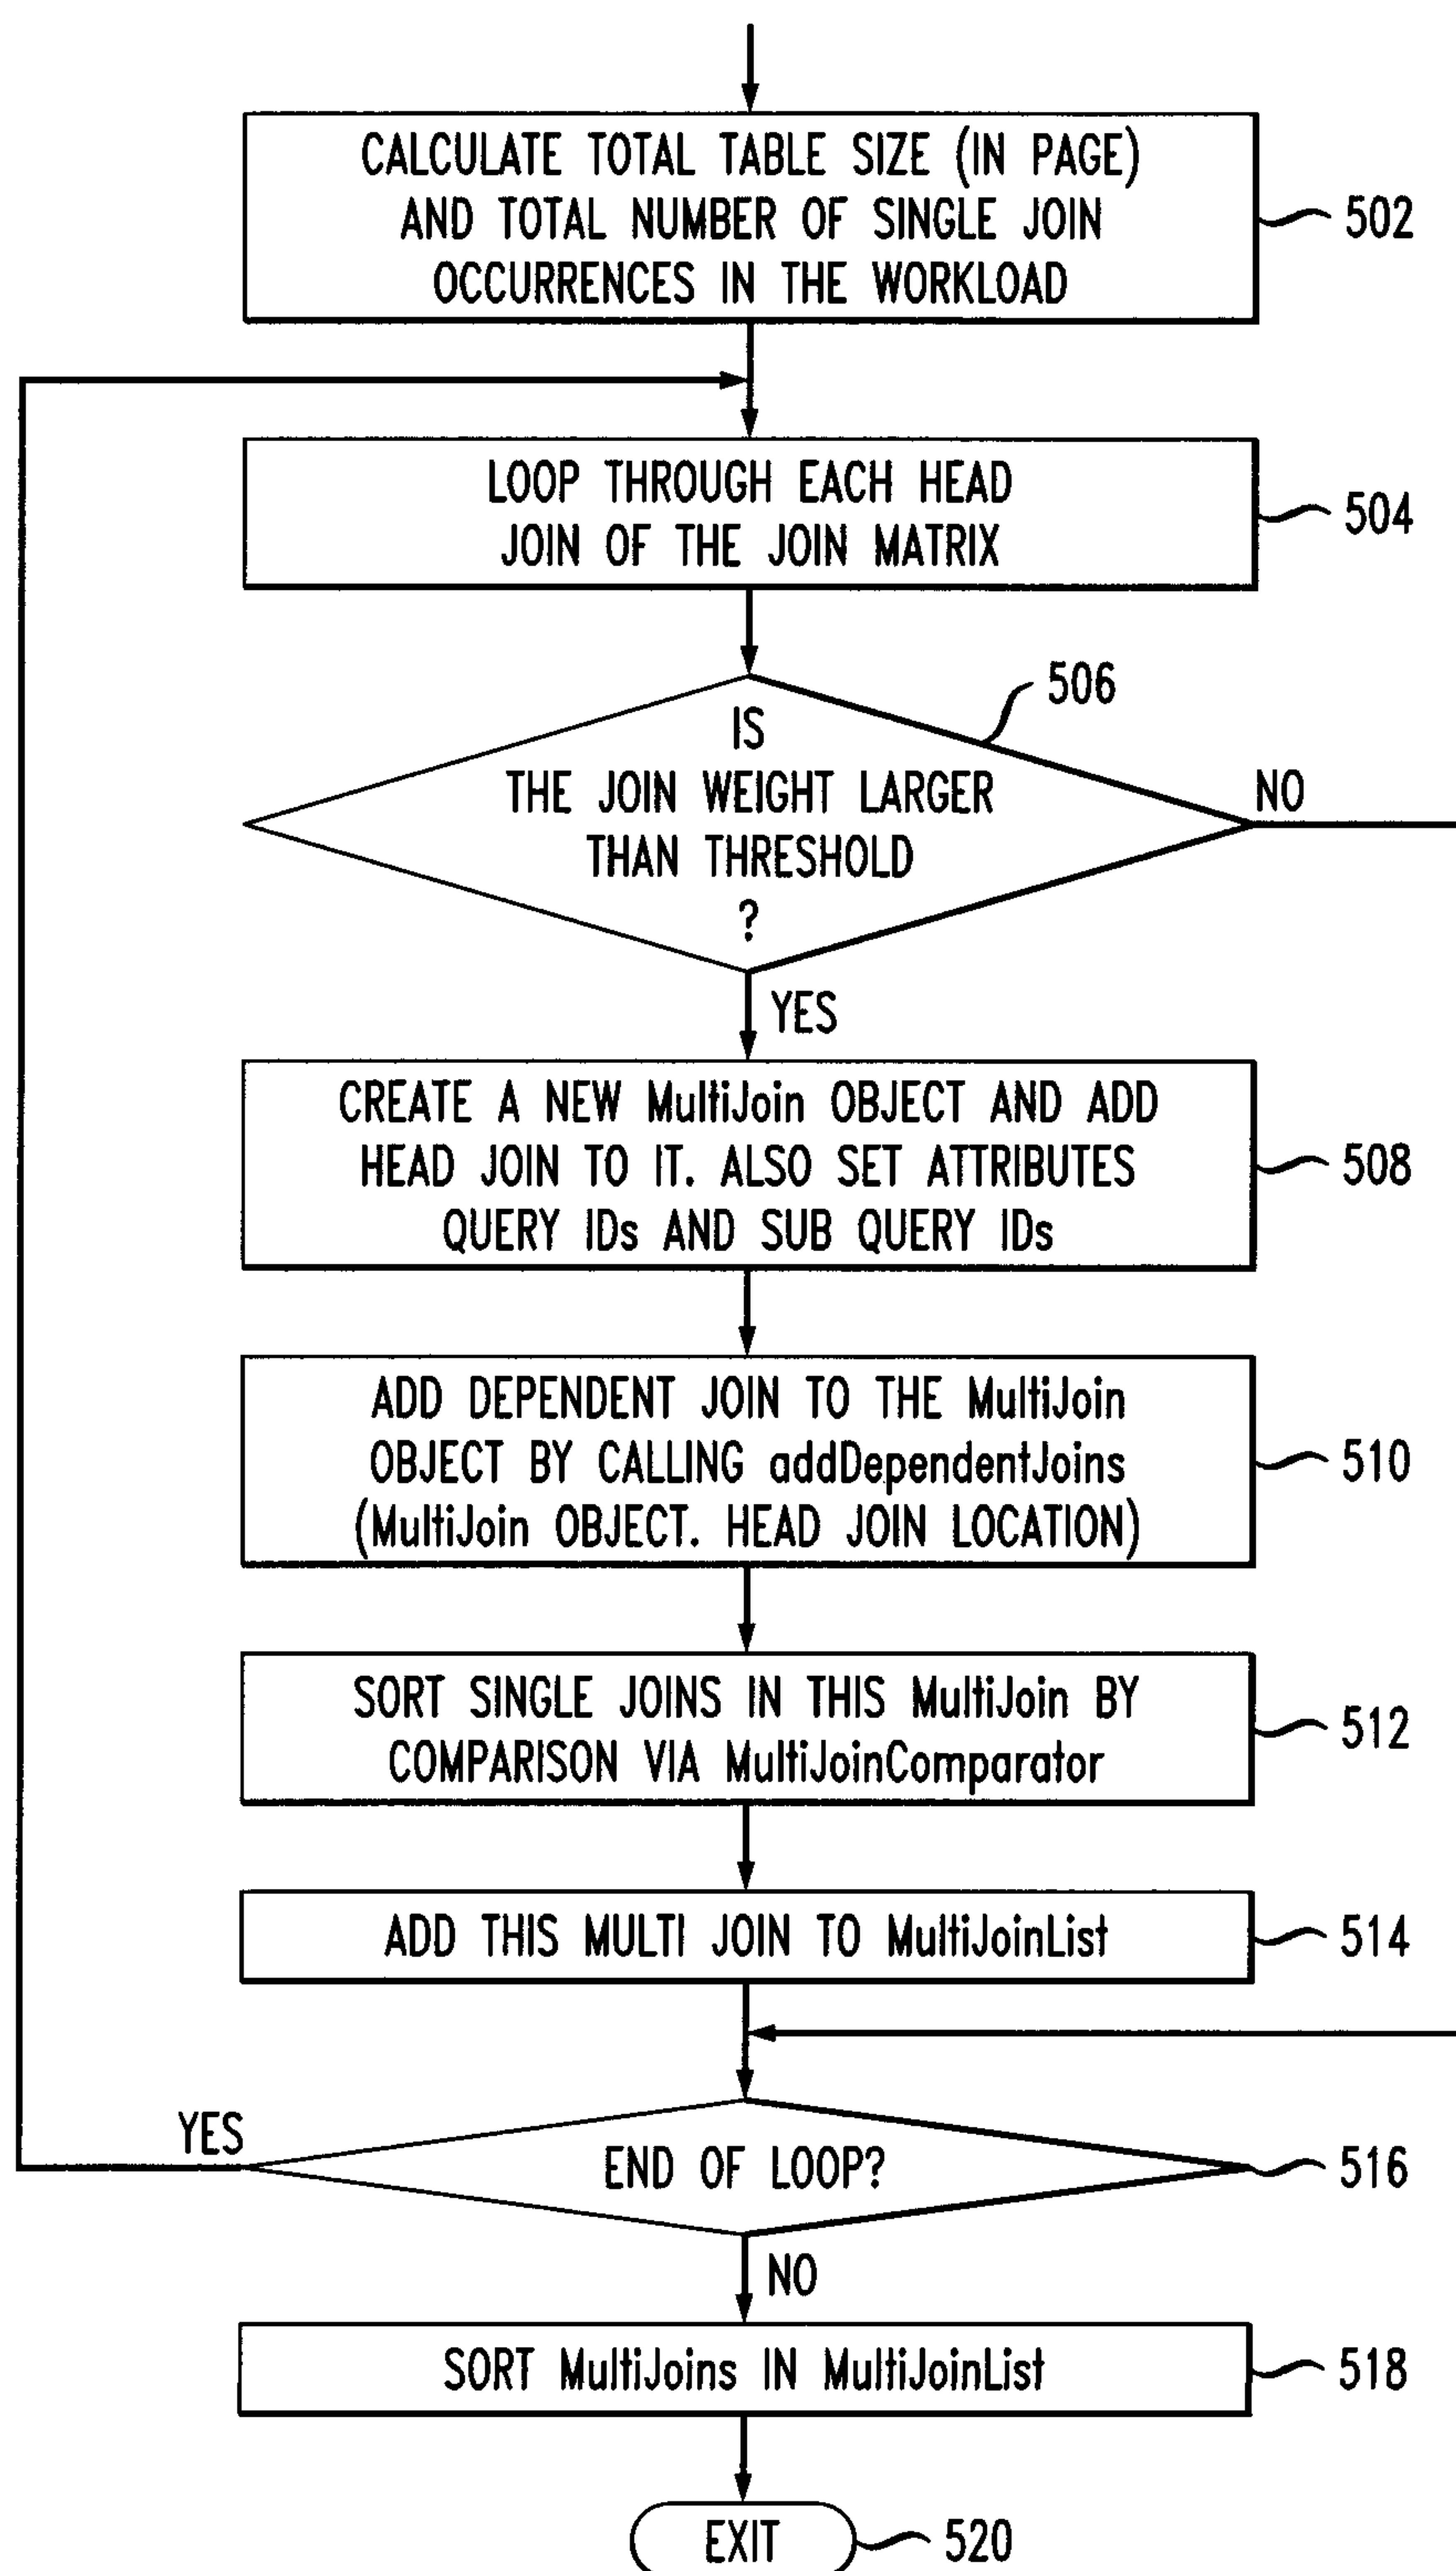 CALCULATE TOTAL TABLE SIZE (IN PAGE)
AND TOTAL NUMBER OF SINGLE JOIN
OCCURRENCES IN THE WORKLOAD
502
LOOP THROUGH EACH HEAD
JOIN OF THE JOIN MATRIX
504
506
IS
THE JOIN WEIGHT LARGER
THAN THRESHOLD
?
NO
YES
CREATE A NEW MultiJoin OBJECT AND ADD
HEAD JOIN TO IT. ALSO SET ATTRIBUTES
QUERY IDs AND SUB QUERY IDs
508
ADD DEPENDENT JOIN TO THE MultiJoin
OBJECT BY CALLING addDependentJoins
(MultiJoin OBJECT. HEAD JOIN LOCATION)
510
SORT SINGLE JOINS IN THIS MultiJoin BY
COMPARISON VIA MultiJoinComparator
512
ADD THIS MULTI JOIN TO MultiJoinList
514
YES
END OF LOOP?
516
NO
SORT MultiJoins IN MultiJoinList
518
EXIT
520